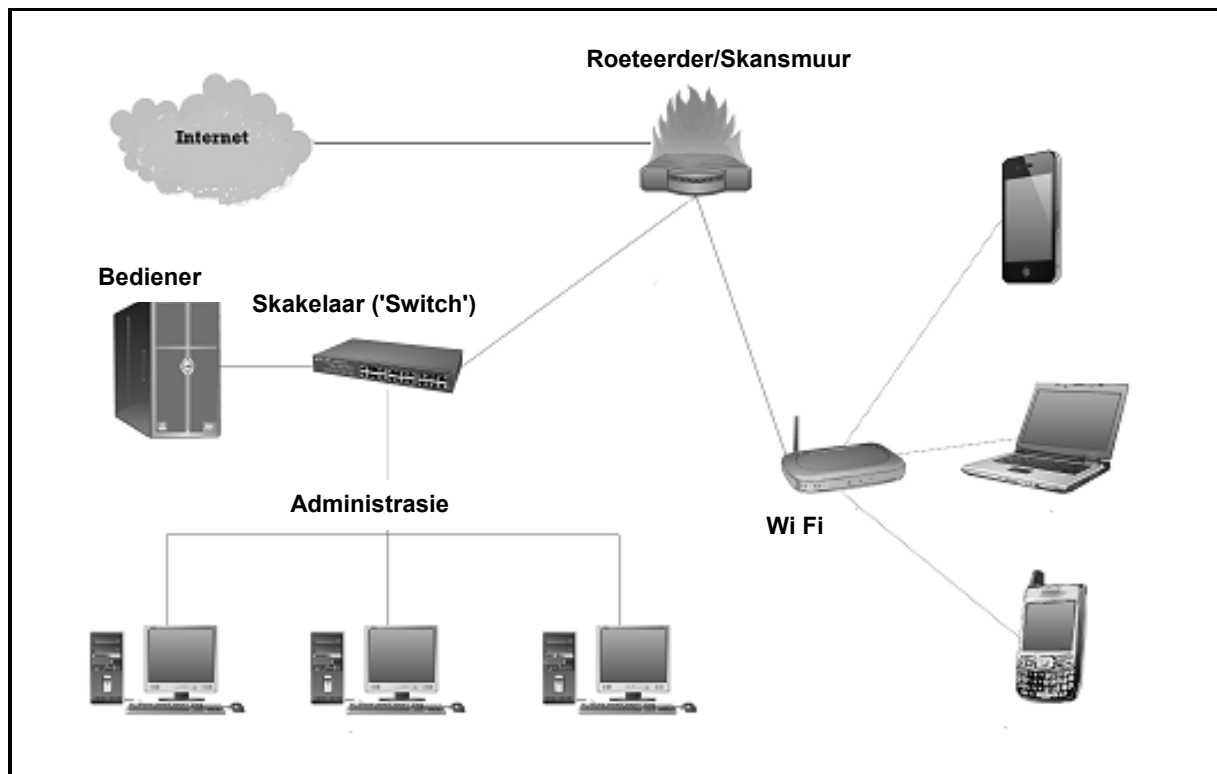 Roeteerder/Skansmuur
Internet
Bediener
Skakelaar ('Switch')
Administrasie
Wi Fi